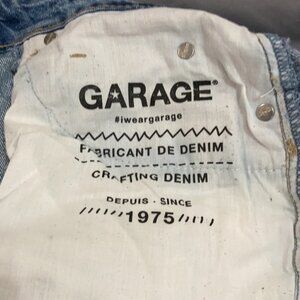 GARAGE®
#iweargarage
FABRICANT DE DENIM
CRAFTING DENIM
DEPUIS · SINCE
1975